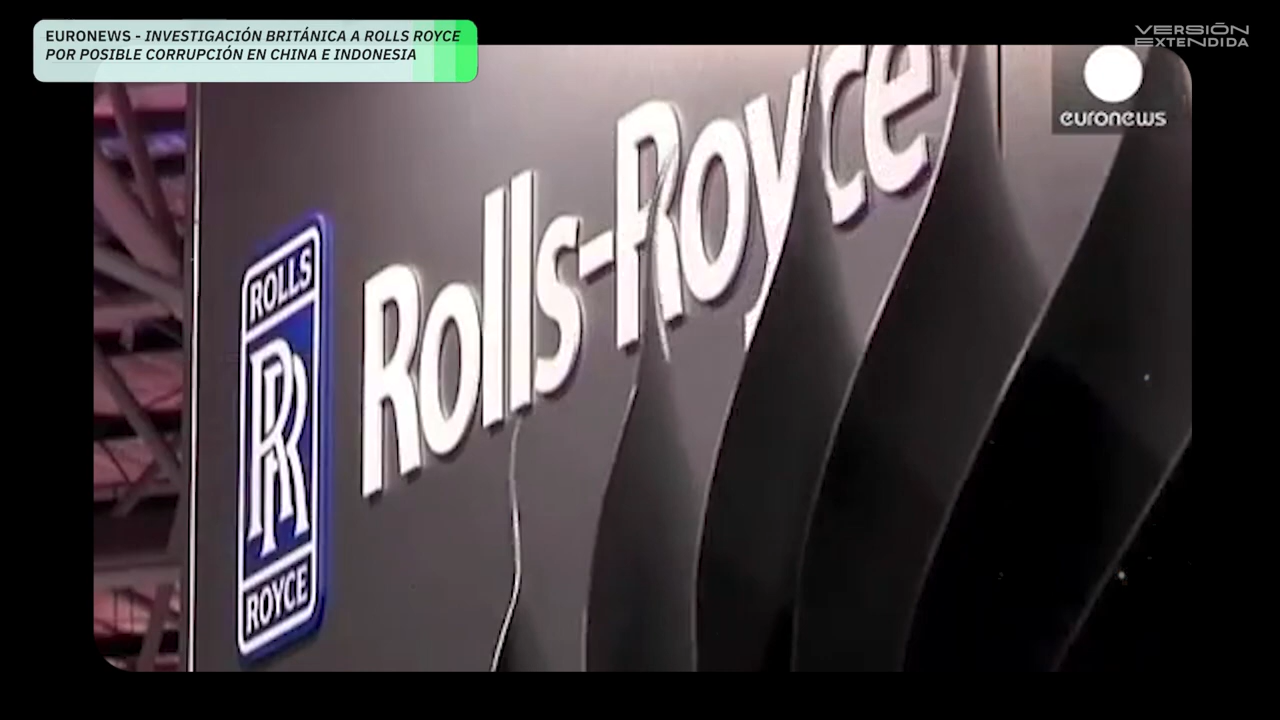 EURONEWS - INVESTIGACIÓN BRITÁNICA A ROLLS ROYCE
POR POSIBLE CORRUPCIÓN EN CHINA E INDONESIA
VERSIÓN
EXTENDIDA
euronews
Rolls-Royce
ROLLS
RR
ROYCE